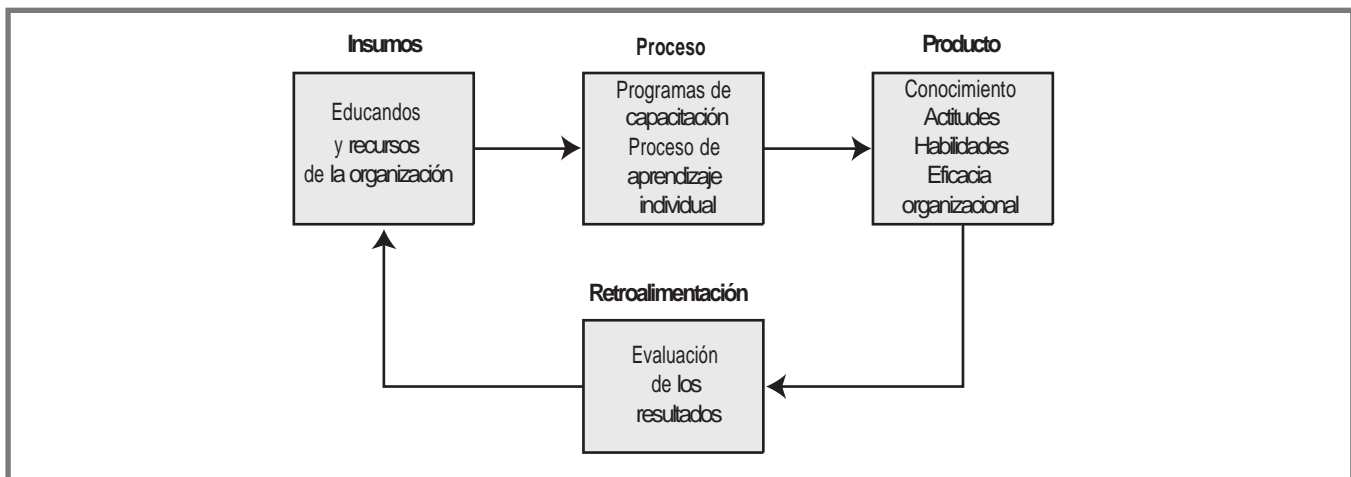 Insumos
Educandos
y recursos
de la organización
Proceso
Programas de
capacitación
Proceso de
aprendizaje
individual
Producto
Conocimiento
Actitudes
Habilidades
Eficacia
organizacional
Retroalimentación
Evaluación
de los
resultados